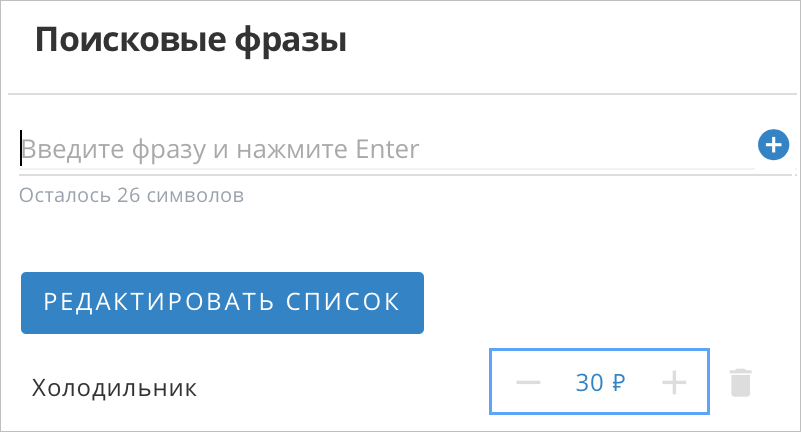 Поисковые фразы
Введите фразу и нажмите Enter
Осталось 26 символов
РЕДАКТИРОВАТЬ СПИСОК
Холодильник
30 ₽